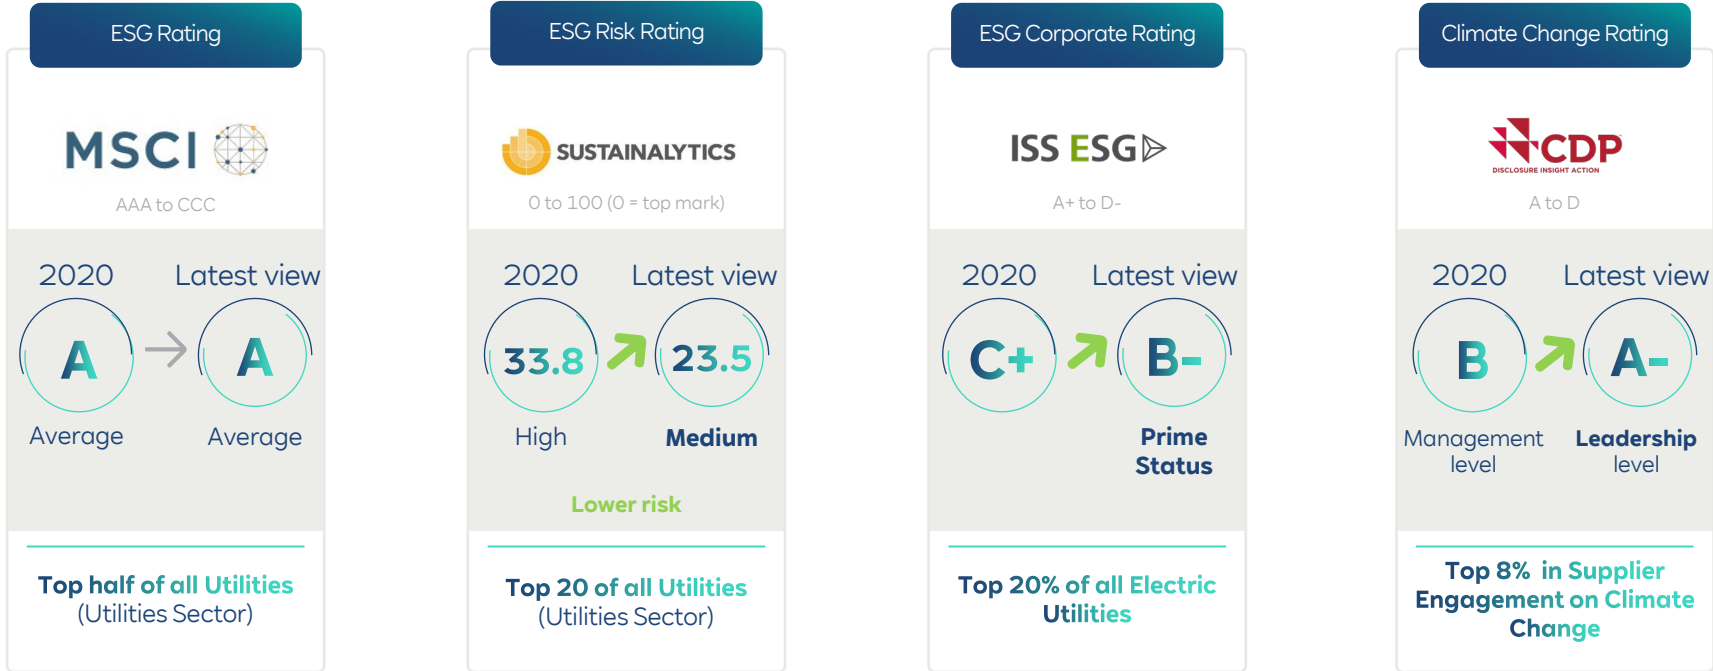 ESG Rating
MSCI
AAA to CCC
2020
Latest view
A
A
Average
Average
Top half of all Utilities
(Utilities Sector)
ESG Risk Rating
SUSTAINALYTICS
0 to 100 (0 = top mark)
2020
Latest view
33.8
23.5
High
Medium
Lower risk
Top 20 of all Utilities
(Utilities Sector)
ESG Corporate Rating
ISS ESG
A+ to D-
2020
Latest view
C+
B-
Prime
Status
Top 20% of all Electric
Utilities
Climate Change Rating
CDP
DISCLOSURE INSIGHT ACTION
A to D
2020
Latest view
B
A-
Management
level
Leadership
level
Top 8% in Supplier
Engagement on Climate
Change